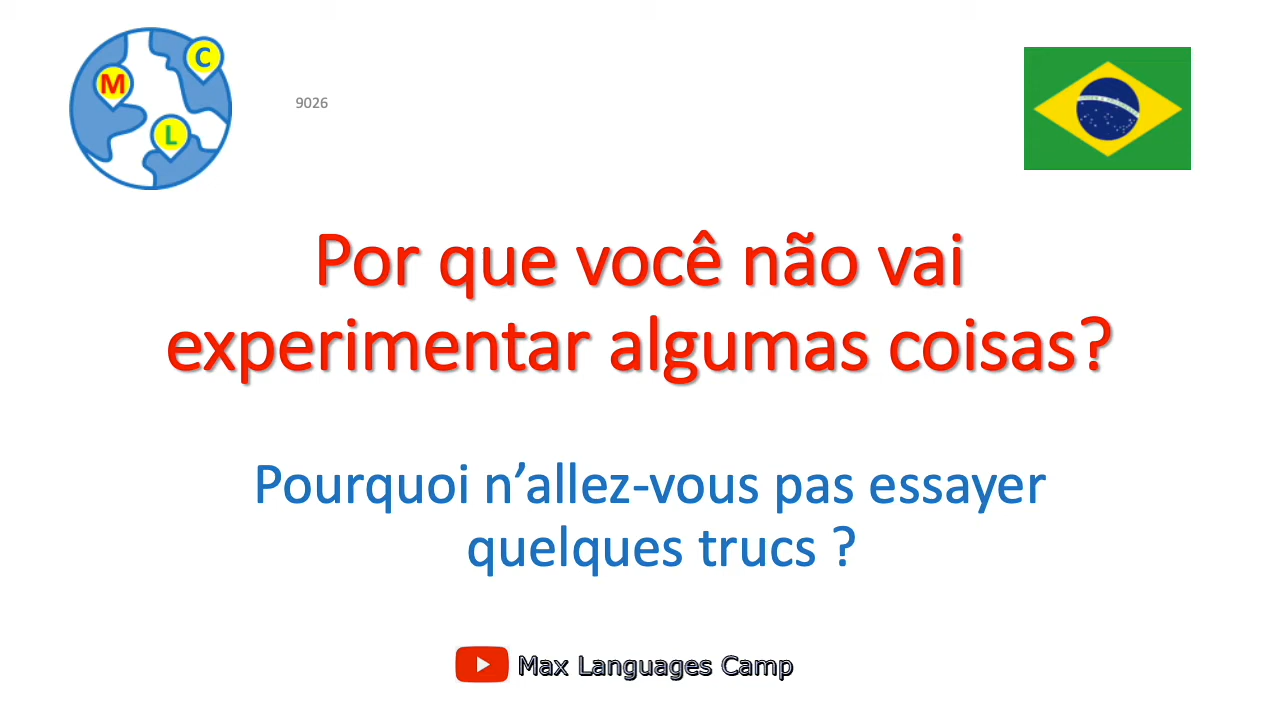 M
C
L
9026
Por que você não vai
experimentar algumas coisas?
Pourquoi n’allez-vous pas essayer
quelques trucs ?
Max Languages Camp